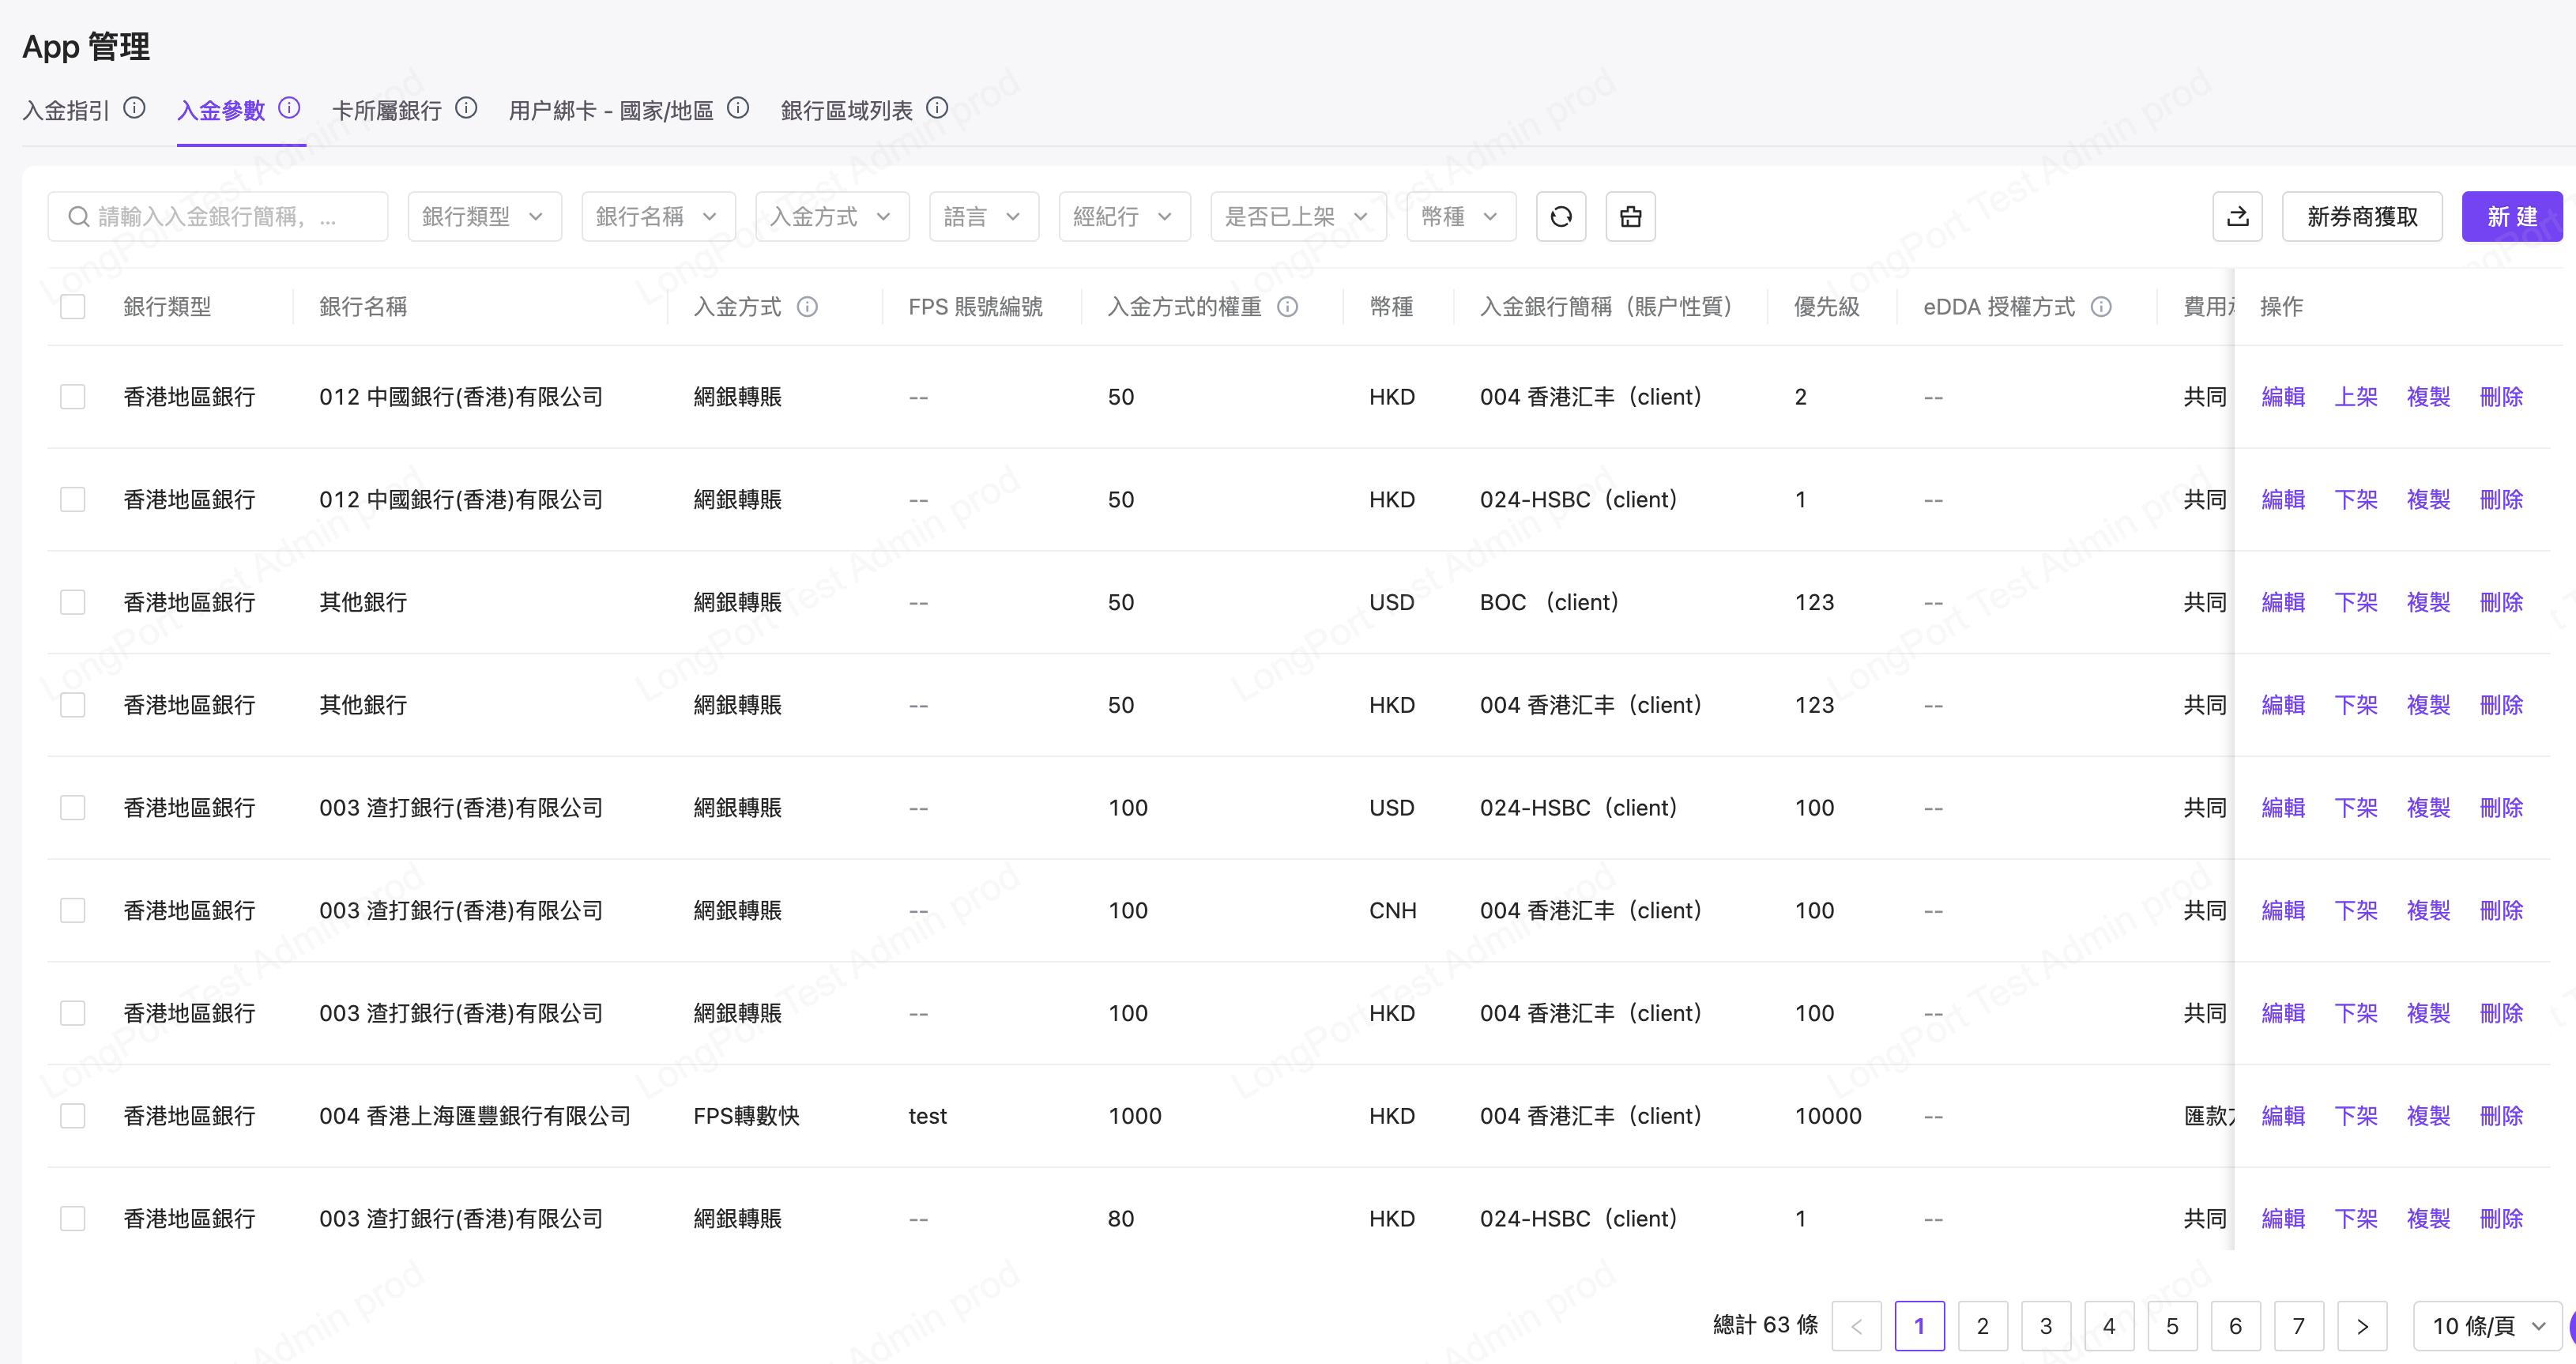 App 管理
入金指引 入金參數 卡所屬銀行 用户綁卡 - 國家/地區 銀行區域列表
請輸入入金銀行簡稱，... 銀行類型 銀行名稱 入金方式 語言 經紀行 是否已上架 幣種 新券商獲取 新 建
銀行類型 銀行名稱 入金方式 FPS 賬號編號 入金方式的權重 幣種 入金銀行簡稱（賬户性質） 優先級 eDDA 授權方式 費用 操作
香港地區銀行 012 中國銀行(香港)有限公司 網銀轉賬 -- 50 HKD 004 香港汇丰（client） 2 -- 共同 編輯 上架 複製 刪除
香港地區銀行 012 中國銀行(香港)有限公司 網銀轉賬 -- 50 HKD 024-HSBC（client） 1 -- 共同 編輯 下架 複製 刪除
香港地區銀行 其他銀行 網銀轉賬 -- 50 USD BOC （client） 123 -- 共同 編輯 下架 複製 刪除
香港地區銀行 其他銀行 網銀轉賬 -- 50 HKD 004 香港汇丰（client） 123 -- 共同 編輯 下架 複製 刪除
香港地區銀行 003 渣打銀行(香港)有限公司 網銀轉賬 -- 100 USD 024-HSBC（client） 100 -- 共同 編輯 下架 複製 刪除
香港地區銀行 003 渣打銀行(香港)有限公司 網銀轉賬 -- 100 CNH 004 香港汇丰（client） 100 -- 共同 編輯 下架 複製 刪除
香港地區銀行 003 渣打銀行(香港)有限公司 網銀轉賬 -- 100 HKD 004 香港汇丰（client） 100 -- 共同 編輯 下架 複製 刪除
香港地區銀行 004 香港上海匯豐銀行有限公司 FPS轉數快 test 1000 HKD 004 香港汇丰（client） 10000 -- 匯款 編輯 下架 複製 刪除
香港地區銀行 003 渣打銀行(香港)有限公司 網銀轉賬 -- 80 HKD 024-HSBC（client） 1 -- 共同 編輯 下架 複製 刪除
總計 63 條 < 1 2 3 4 5 6 7 > 10 條/頁
LongPort Test Admin prod